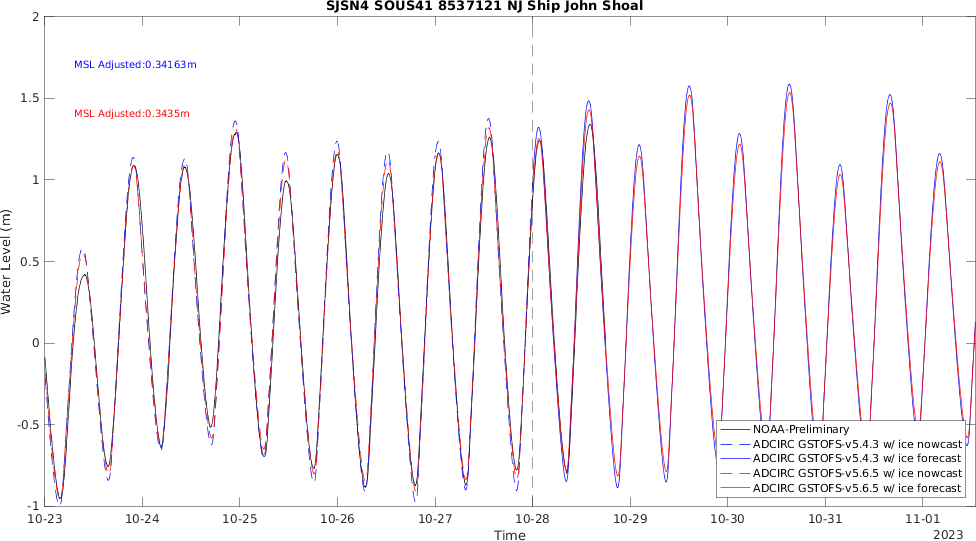 SJSN4 SOUS41 8537121 NJ Ship John Shoal
2
MSL Adjusted:0.34163m
1.5
MSL Adjusted:0.3435m
1
0.5
Water Level (m)
0
-0.5
NOAA-Preliminary
ADCIRC GSTOFS-v5.4.3 w/ ice nowcast
ADCIRC GSTOFS-v5.4.3 w/ ice forecast
ADCIRC GSTOFS-v5.6.5 w/ ice nowcast
ADCIRC GSTOFS-v5.6.5 w/ ice forecast
-1
10-23 10-24 10-25 10-26 10-27 10-28 10-29 10-30 10-31 11-01
Time
2023